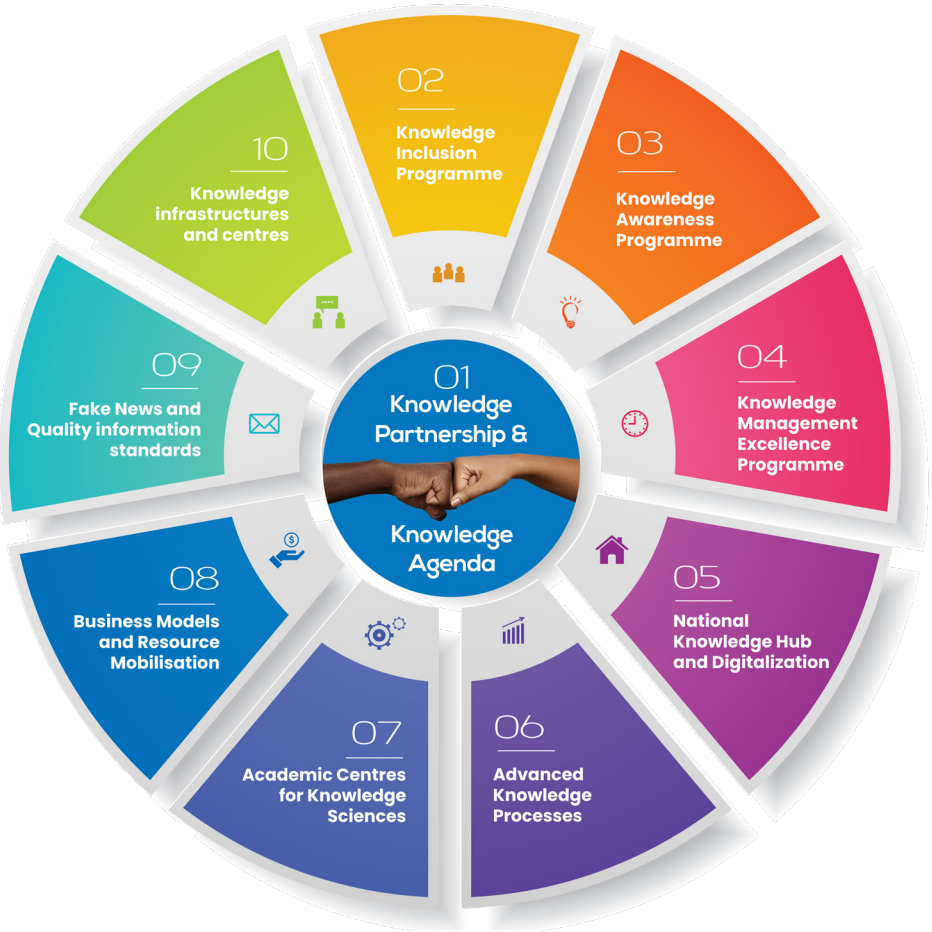 01
Knowledge
Partnership &
Knowledge
Agenda
02
Knowledge
Inclusion
Programme
03
Knowledge
Awareness
Programme
04
Knowledge
Management
Excellence
Programme
05
National
Knowledge Hub
and Digitalization
06
Advanced
Knowledge
Processes
07
Academic Centres
for Knowledge
Sciences
08
Business Models
and Resource
Mobilisation
09
Fake News and
Quality information
standards
10
Knowledge
infrastructures
and centres
$